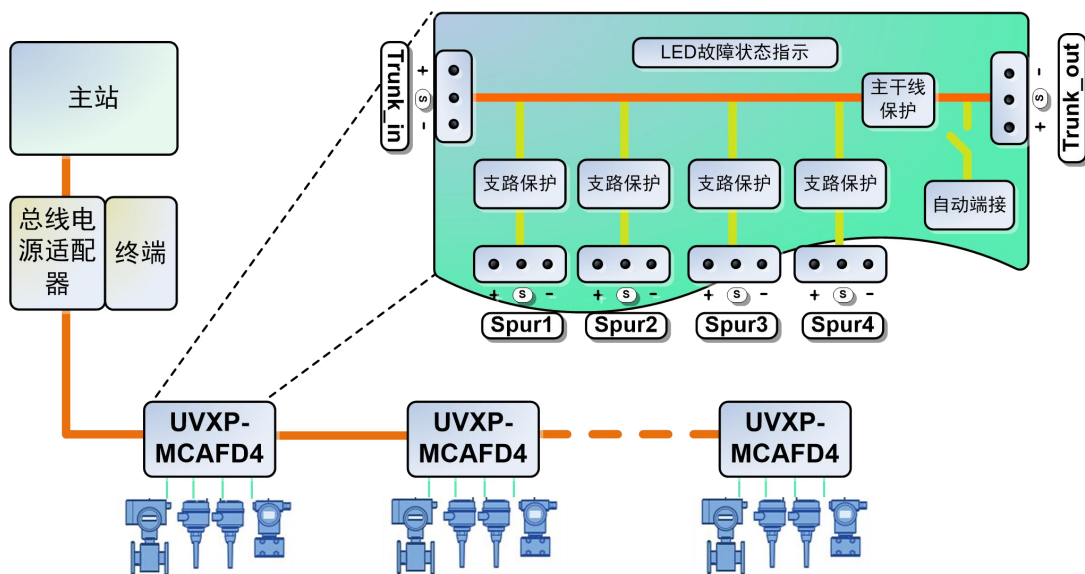 主站
总线电
源适配
器
终端
Trunk_in
+
S
-
LED故障状态指示
主干线
保护
-
S
+
Trunk_out
支路保护
支路保护
支路保护
支路保护
自动端接
+ S -
+ S -
+ S -
+ S -
Spur1
Spur2
Spur3
Spur4
UVXP-
MCAFD4
UVXP-
MCAFD4
UVXP-
MCAFD4